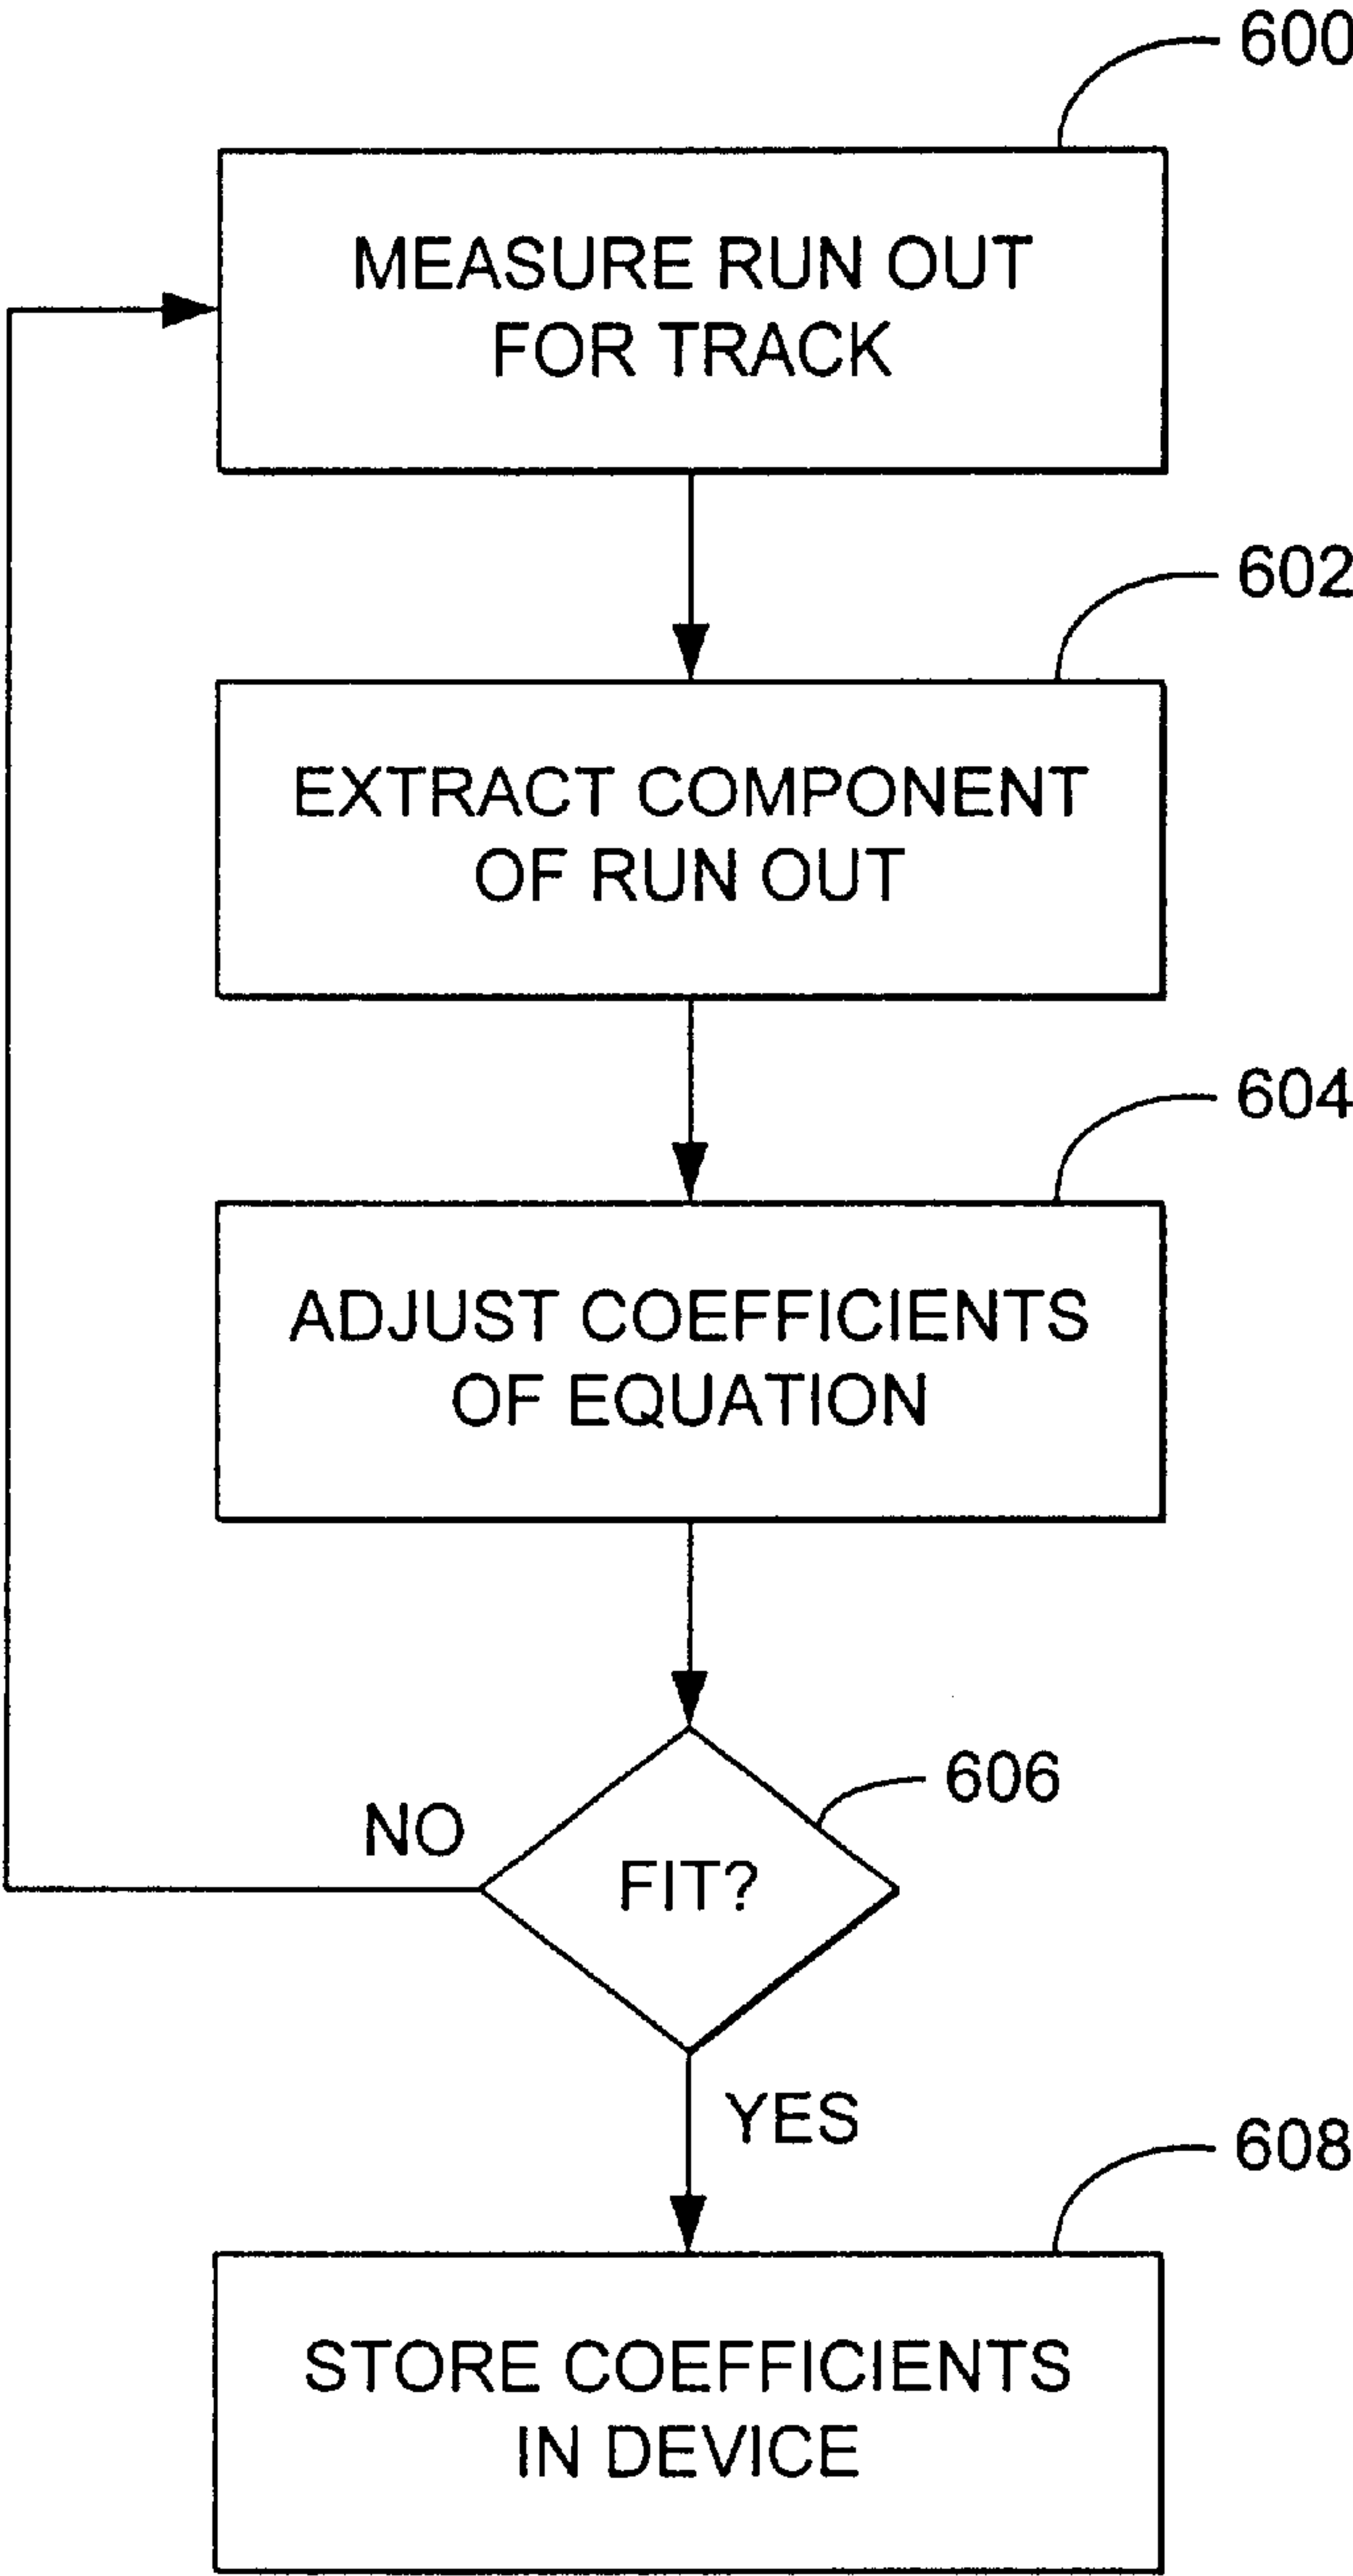 600
MEASURE RUN OUT
FOR TRACK
602
EXTRACT COMPONENT
OF RUN OUT
604
ADJUST COEFFICIENTS
OF EQUATION
606
NO
FIT?
YES
608
STORE COEFFICIENTS
IN DEVICE